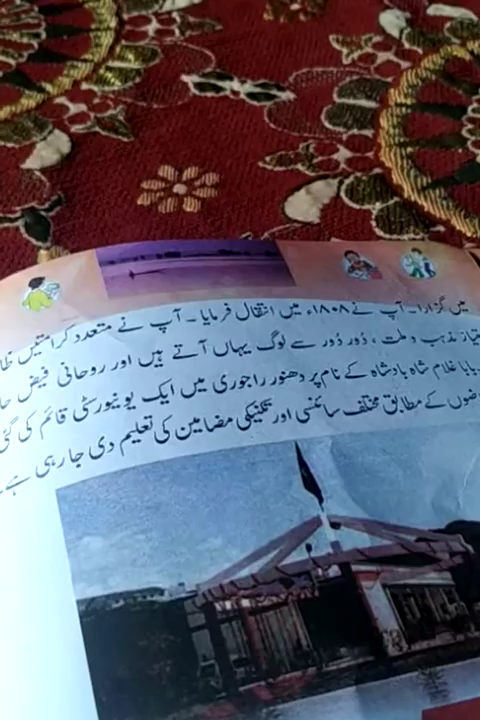 میں گزارا۔ آپ نے ۱۸۰۸ء میں انتقال فرمایا ۔ آپ نے متعدد کرامتیں
مذہب و ملت ، دُور دُور سے لوگ یہاں آتے ہیں اور روحانی فیض
بابا غلام شاہ بادشاہ کے نام پر دھنور راجوری میں ایک یونیورسٹی قائم کی گئی
کے مطابق مختلف سائنسی اور تکنیکی مضامین کی تعلیم دی جا رہی ہے۔